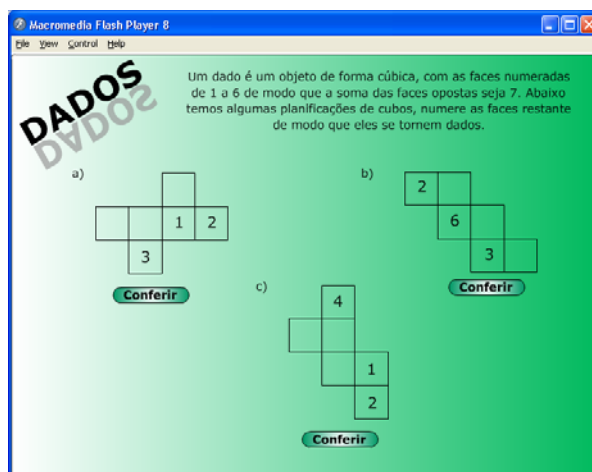 Macromedia Flash Player 8
File View Control Help
DADOS
DADOS
Um dado é um objeto de forma cúbica, com as faces numeradas
de 1 a 6 de modo que a soma das faces opostas seja 7. Abaixo
temos algumas planificações de cubos, numere as faces restante
de modo que eles se tornem dados.
a)
1 2
3
Conferir
b)
2
6
3
Conferir
c)
4
1
2
Conferir